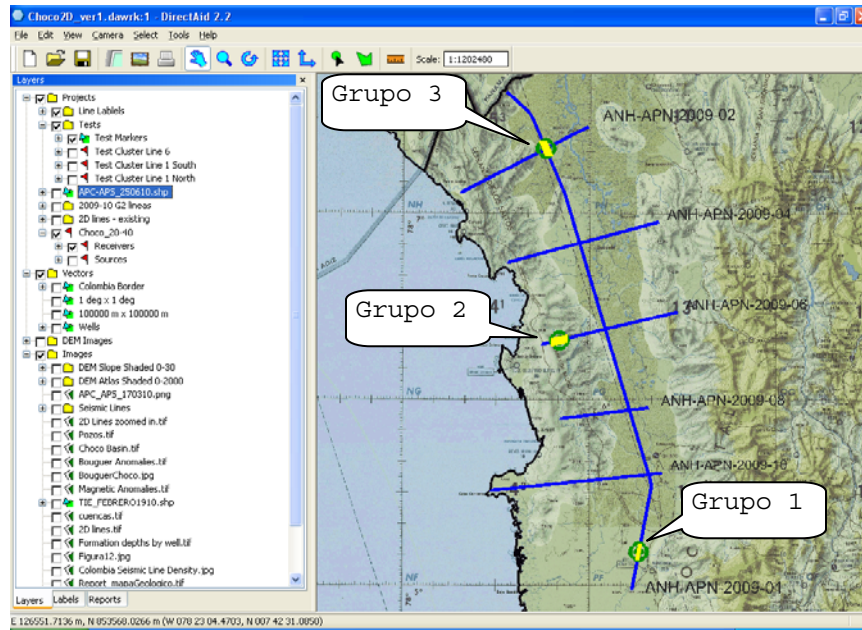 Choco2D_ver1.dawrk:1 - DirectAid 2.2
File Edit View Camera Select Tools Help
Scale: 1:1202400
Layers
Projects
Line Lablels
Tests
Test Markers
Test Cluster Line 6
Test Cluster Line 1 South
Test Cluster Line 1 North
APC-APS_250610.shp
2009-10 G2 lineas
2D lines - existing
Choco_20-40
Receivers
Sources
Vectors
Colombia Border
1 deg x 1 deg
100000 m x 100000 m
Wells
DEM Images
Images
DEM Slope Shaded 0-30
DEM Atlas Shaded 0-2000
APC_APS_170310.png
Seismic Lines
2D Lines zoomed in.tif
Pozos.tif
Choco Basin.tif
Bouguer Anomalies.tif
BouguerChoco.jpg
Magnetic Anomalies.tif
TIE_FEBRERO1910.shp
cuencas.tif
2D lines.tif
Formation depths by well.tif
Figura12.jpg
Colombia Seismic Line Density.jpg
Report_mapaGeologico.tif
Layers Labels Reports
E 126551.7136 m, N 853568.0266 m (W 078 23 04.4703, N 007 42 31.0850)
Grupo 3
ANH-APN-2009-02
NH
ANH-APN-2009-04
Grupo 2
13
ANH-APN-2009-06
NG
ANH-APN-2009-08
ANH-APN-2009-10
Grupo 1
NF
PF
ANH-APN-2009-01